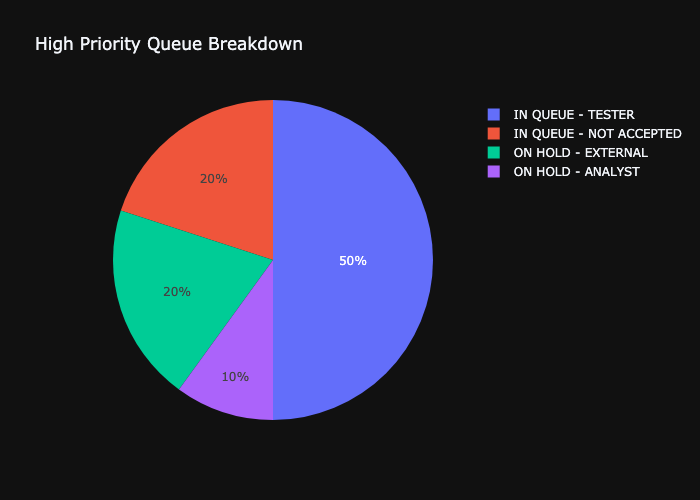 High Priority Queue Breakdown
IN QUEUE - TESTER
IN QUEUE - NOT ACCEPTED
ON HOLD - EXTERNAL
ON HOLD - ANALYST
20%
50%
20%
10%